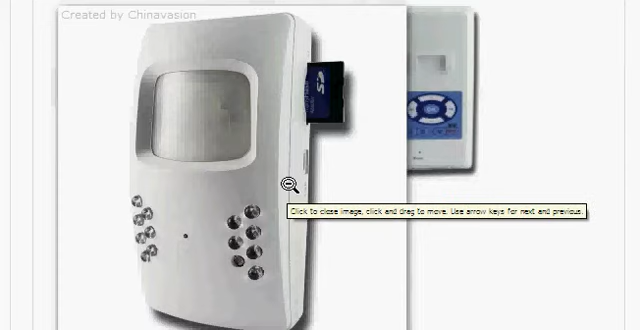 Created by Chinavasion
Click to close image, click and drag to move. Use arrow keys for next and previous.